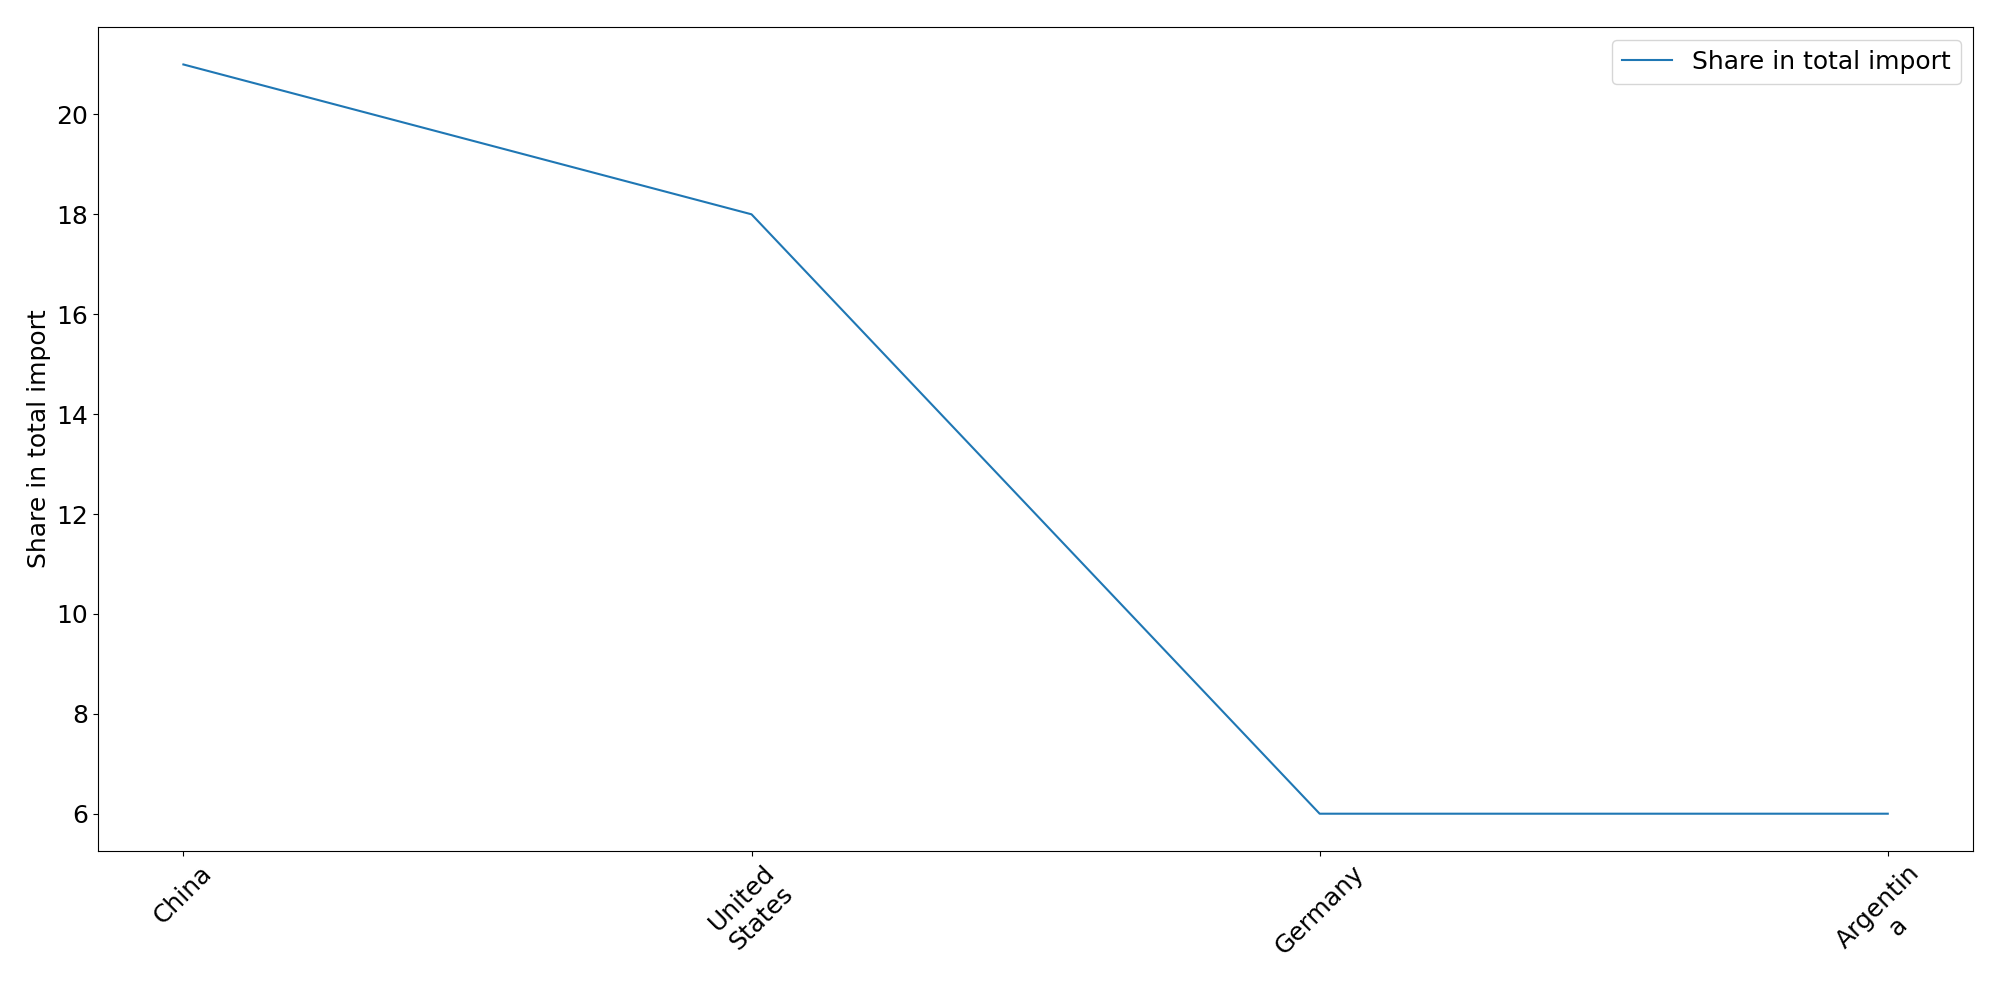 Share in total import
Share in total import
20
18
16
14
12
10
8
6
China
United
States
Germany
Argentin
a